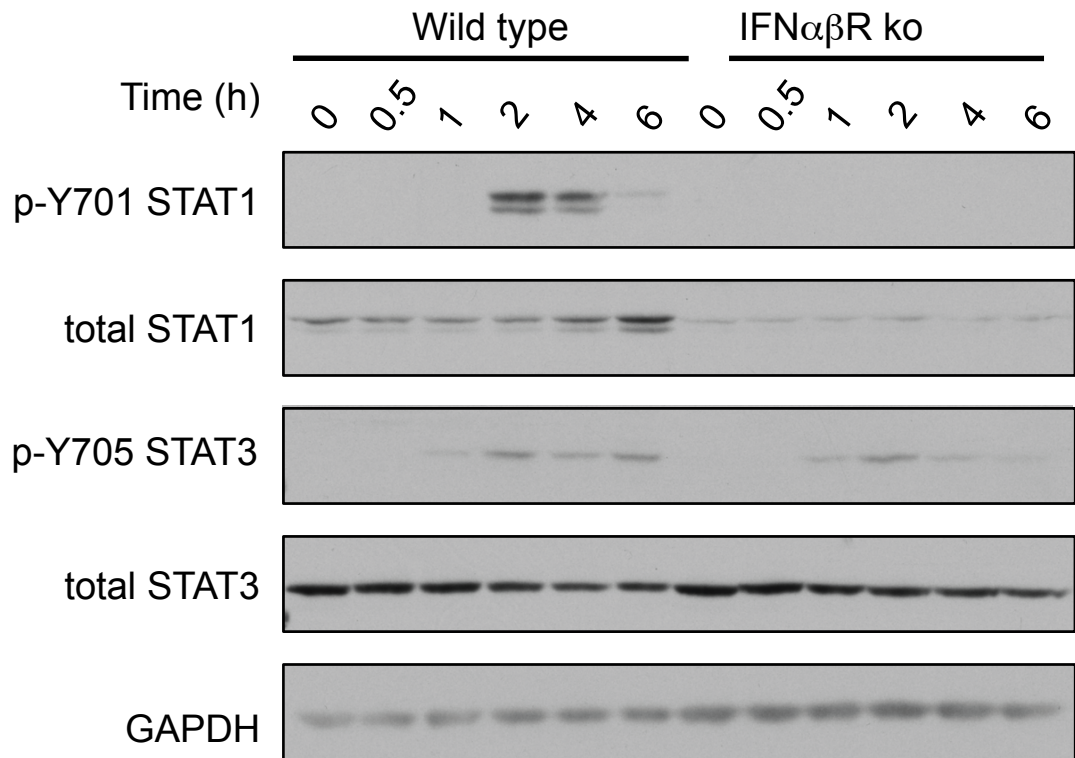 Wild type IFNαβR ko
Time (h) 0 0.5 1 2 4 6 0 0.5 1 2 4 6
p-Y701 STAT1
total STAT1
p-Y705 STAT3
total STAT3
GAPDH